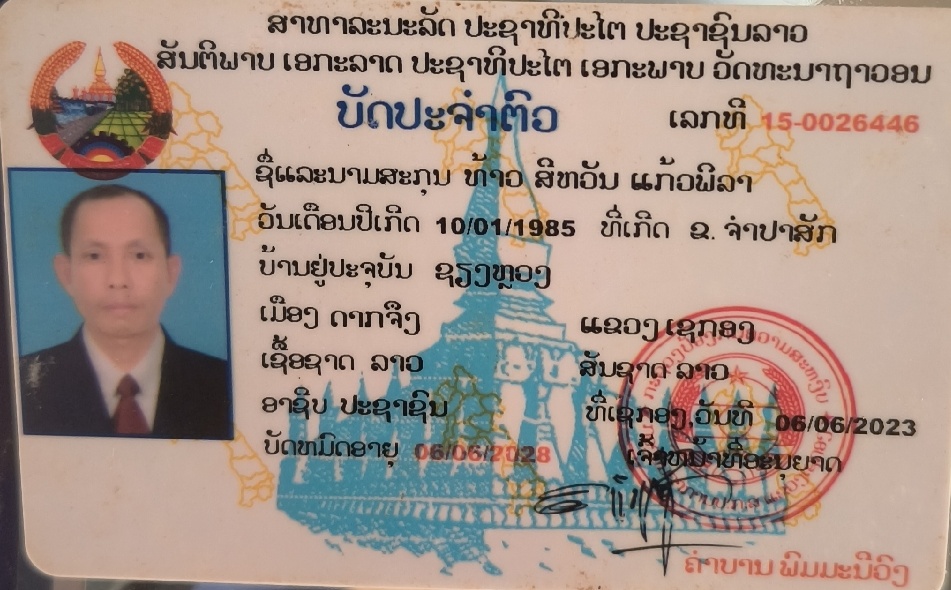 ສາທາລະນະລັດ ປະຊາທິປະໄຕ ປະຊາຊົນລາວ
ສັນຕິພາບ ເອກະລາດ ປະຊາທິປະໄຕ ເອກະພາບ ວັດທະນາຖາວອນ
ບັດປະຈຳຕົວ
ເລກທີ 15-0026446
ຊື່ແລະນາມສະກຸນ ທ້າວ ສີຫວັນ ແກ້ວພິລາ
ວັນເດືອນປີເກີດ 10/01/1985 ທີ່ເກີດ ຂ. ຈຳປາສັກ
ບ້ານຢູ່ປະຈຸບັນ ຊຽງຫຼວງ
ເມືອງ ດາກຈຶງ ແຂວງ ເຊກອງ
ເຊື້ອຊາດ ລາວ ສັນຊາດ ລາວ
ອາຊີບ ປະຊາຊົນ ທີ່ເຊກອງ,ວັນທີ 06/06/2023
ບັດຫມົດອາຍຸ 06/06/2028 ເຈົ້າຫນ້າທີ່ອະນຸຍາດ
ຄຳບານ ພົມມະນີວົງ